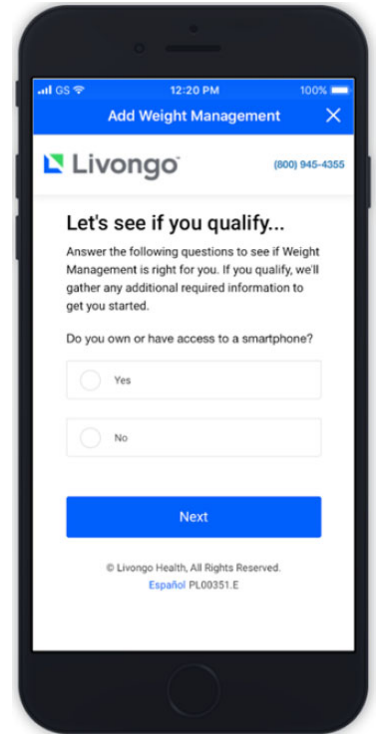 GS 12:20 PM 100%
Add Weight Management
Livongo (800) 945-4355
Let's see if you qualify...
Answer the following questions to see if Weight
Management is right for you. If you qualify, we'll
gather any additional required information to
get you started.
Do you own or have access to a smartphone?
Yes
No
Next
© Livongo Health, All Rights Reserved.
Español PL00351.E